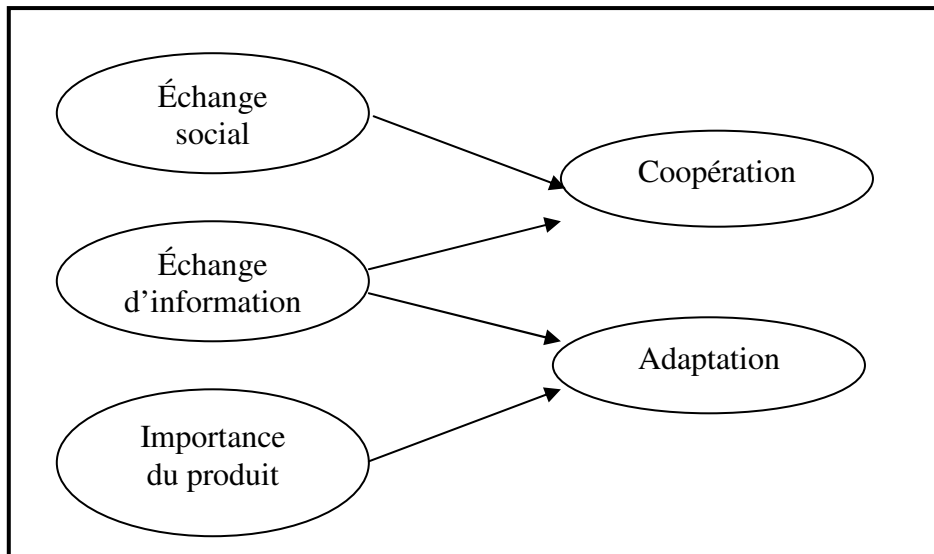 Échange
social
Coopération
Échange
d’information
Adaptation
Importance
du produit